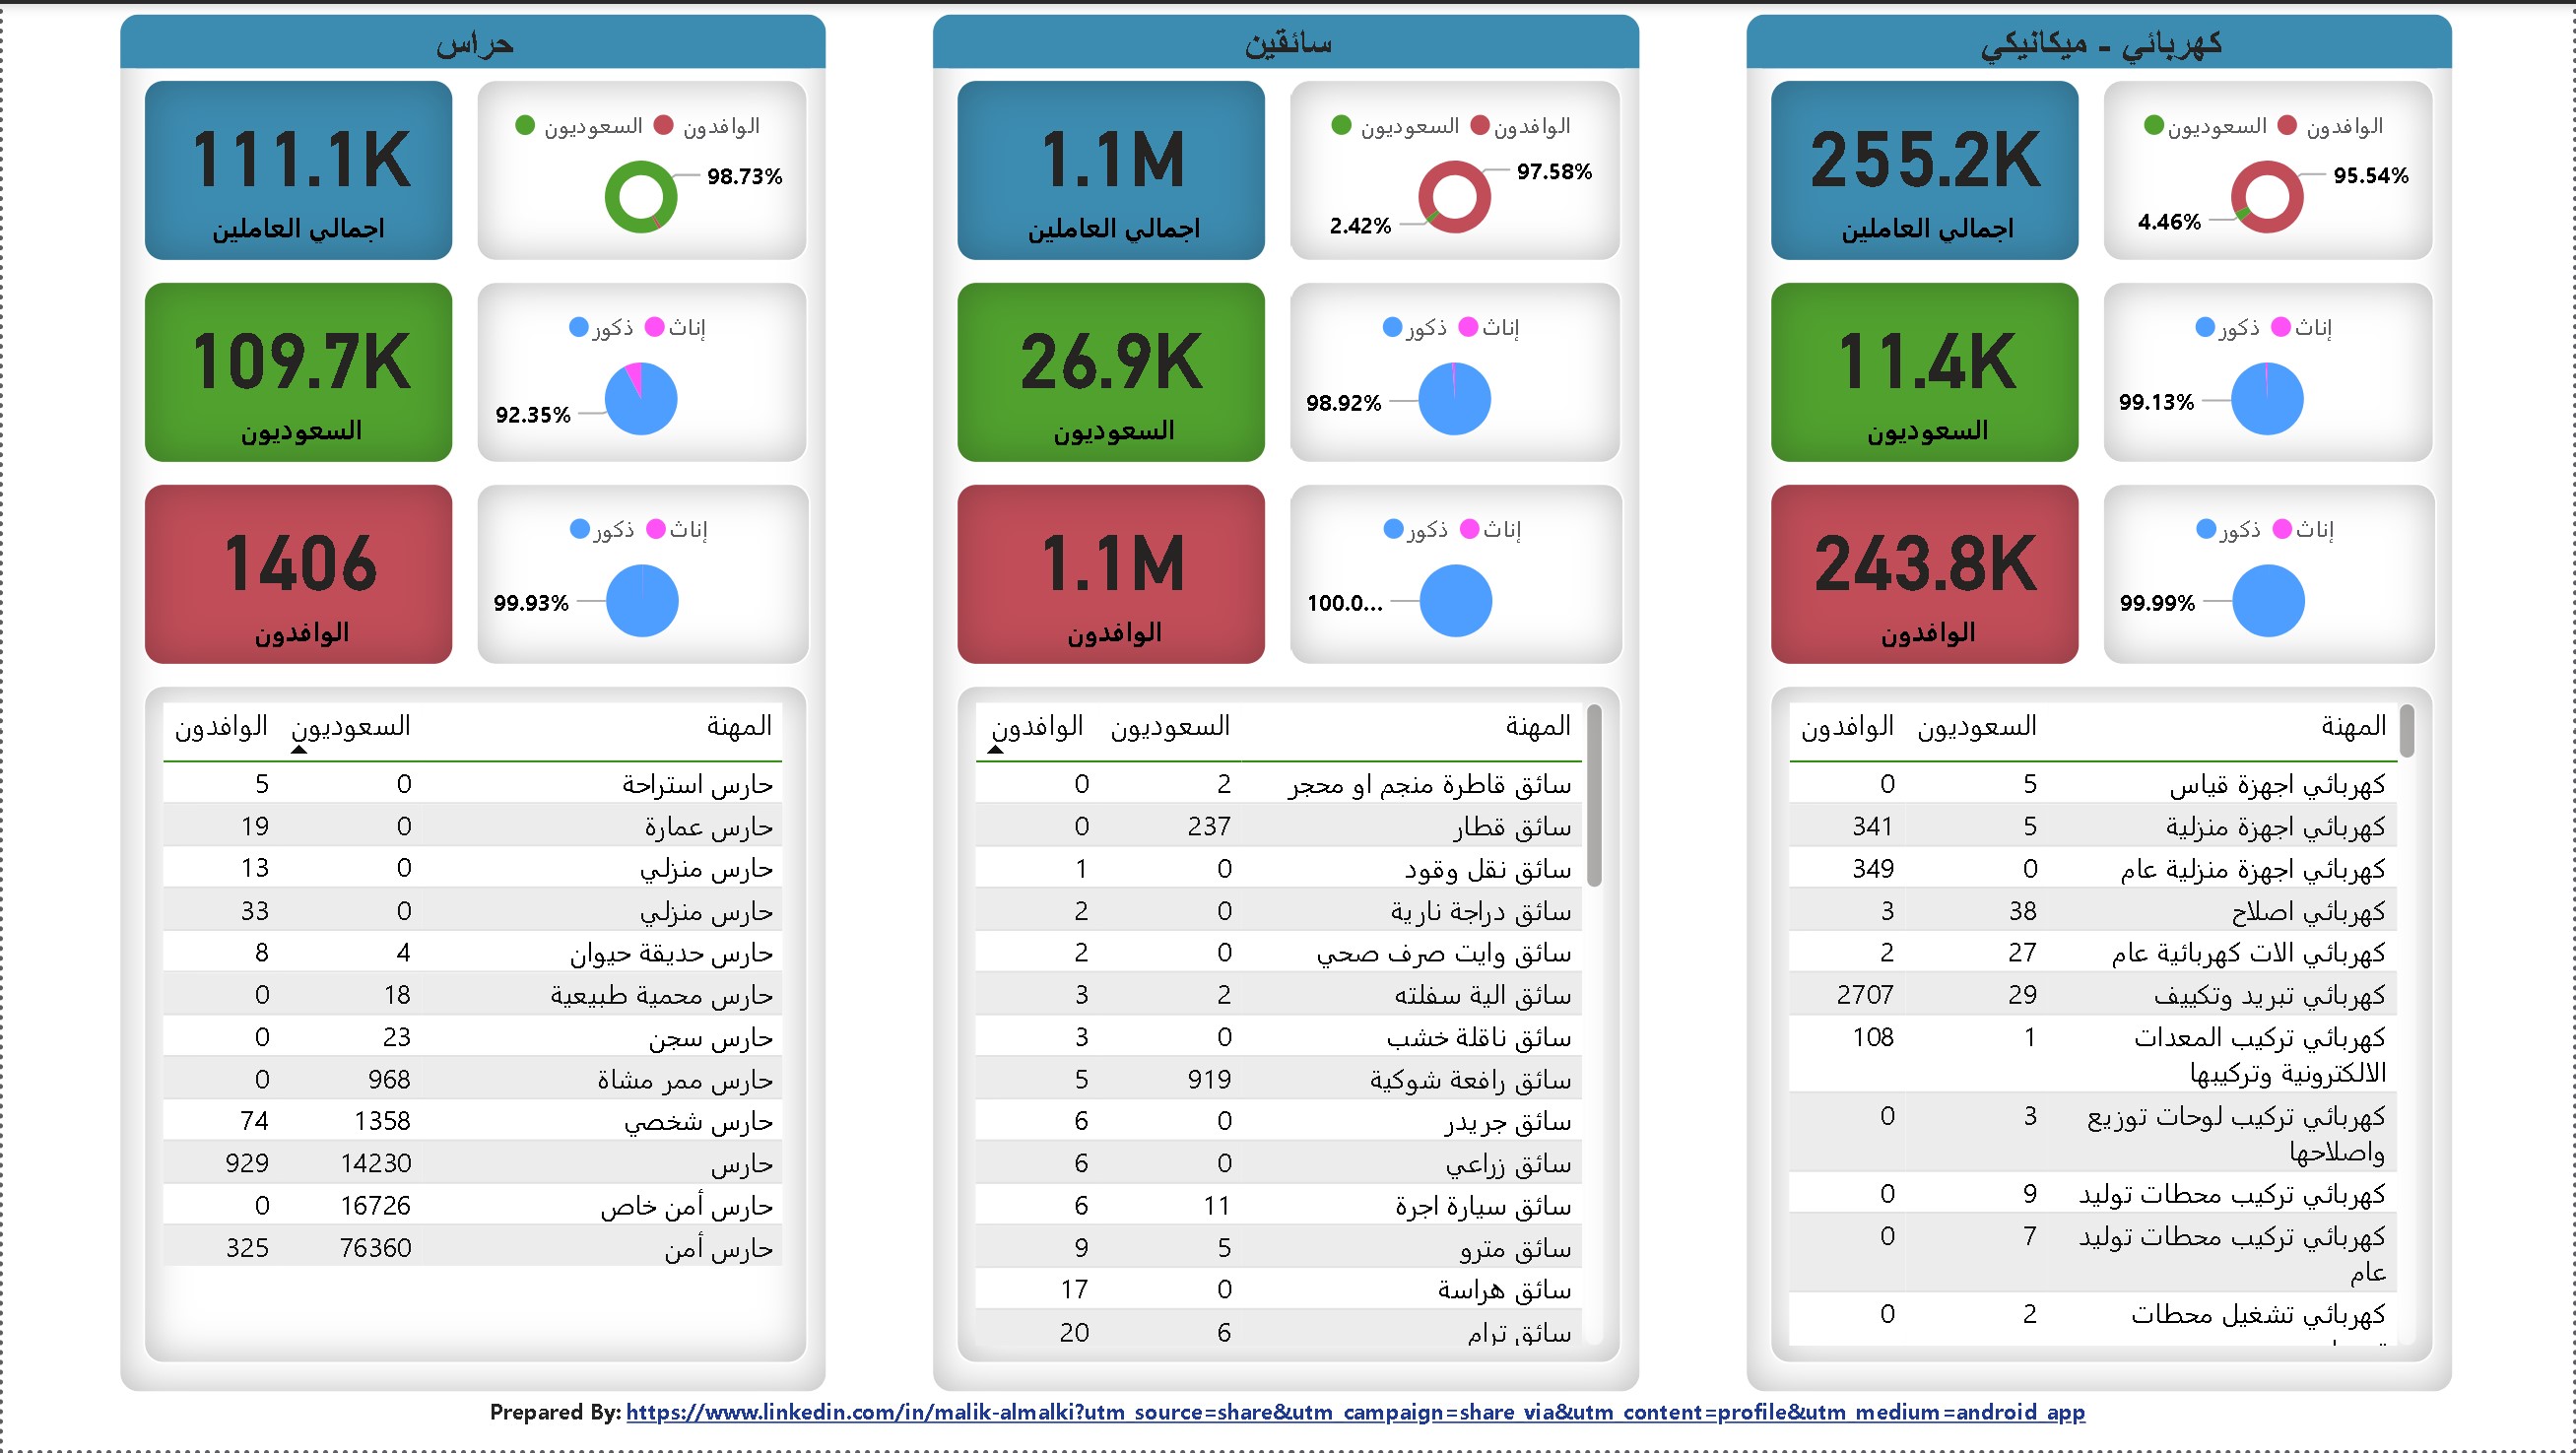 كهربائي - ميكانيكي
255.2K
اجمالي العاملين
الوافدون السعوديون
95.54%
4.46%
11.4K
السعوديون
إناث ذكور
99.13%
243.8K
الوافدون
إناث ذكور
99.99%
المهنة السعوديون الوافدون
كهربائي اجهزة قياس 5 0
كهربائي اجهزة منزلية 5 341
كهربائي اجهزة منزلية عام 0 349
كهربائي اصلاح 38 3
كهربائي الات كهربائية عام 27 2
كهربائي تبريد وتكييف 29 2707
كهربائي تركيب المعدات 1 108
الالكترونية وتركيبها
كهربائي تركيب لوحات توزيع 3 0
واصلاحها
كهربائي تركيب محطات توليد 9 0
كهربائي تركيب محطات توليد 7 0
عام
كهربائي تشغيل محطات 2 0
سائقين
1.1M
اجمالي العاملين
الوافدون السعوديون
97.58%
2.42%
26.9K
السعوديون
إناث ذكور
98.92%
1.1M
الوافدون
إناث ذكور
100.0...
المهنة السعوديون الوافدون
سائق قاطرة منجم او محجر 2 0
سائق قطار 237 0
سائق نقل وقود 0 1
سائق دراجة نارية 0 2
سائق وايت صرف صحي 0 2
سائق الية سفلته 2 3
سائق ناقلة خشب 0 3
سائق رافعة شوكية 919 5
سائق جريدر 0 6
سائق زراعي 0 6
سائق سيارة اجرة 11 6
سائق مترو 5 9
سائق هراسة 0 17
سائق ترام 6 20
حراس
111.1K
اجمالي العاملين
الوافدون السعوديون
98.73%
109.7K
السعوديون
إناث ذكور
92.35%
1406
الوافدون
إناث ذكور
99.93%
المهنة السعوديون الوافدون
حارس استراحة 0 5
حارس عمارة 0 19
حارس منزلي 0 13
حارس منزلي 0 33
حارس حديقة حيوان 4 8
حارس محمية طبيعية 18 0
حارس سجن 23 0
حارس ممر مشاة 968 0
حارس شخصي 1358 74
حارس 14230 929
حارس أمن خاص 16726 0
حارس أمن 76360 325
Prepared By: https://www.linkedin.com/in/malik-almalki?utm_source=share&utm_campaign=share_via&utm_content=profile&utm_medium=android_app